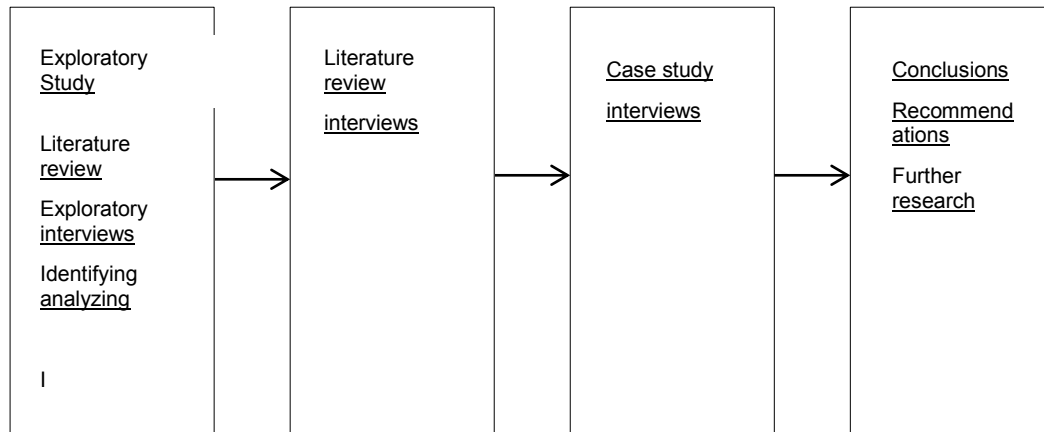 Exploratory
Study
Literature
review
Exploratory
interviews
Identifying
analyzing
I
Literature
review
interviews
Case study
interviews
Conclusions
Recommend
ations
Further
research